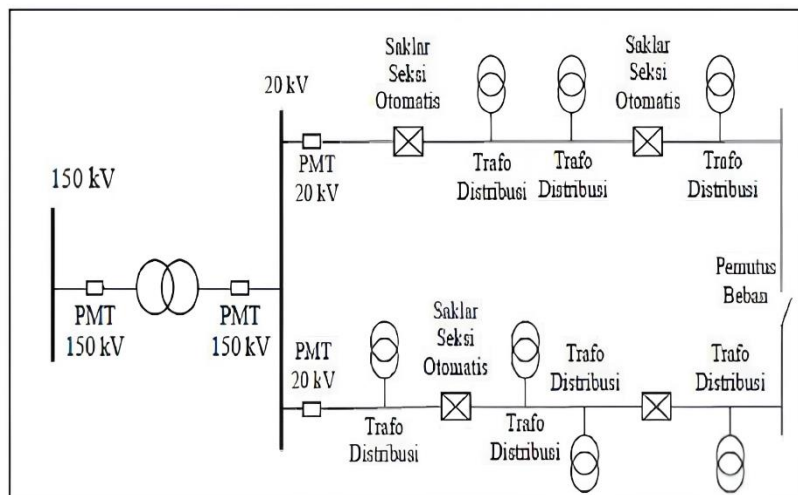 150 kV
PMT
150 kV
PMT
150 kV
20 kV
PMT
20 kV
Saklar
Seksi
Otomatis
Trafo
Distribusi
Trafo
Distribusi
Saklar
Seksi
Otomatis
Trafo
Distribusi
Pemutus
Beban
PMT
20 kV
Trafo
Distribusi
Saklar
Seksi
Otomatis
Trafo
Distribusi
Trafo
Distribusi
Trafo
Distribusi